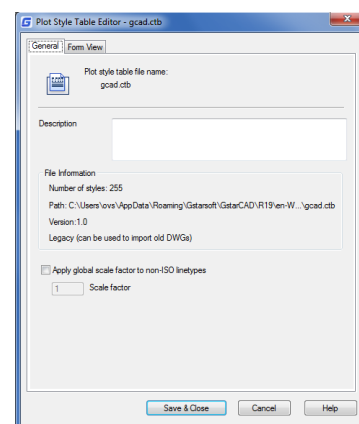 Plot Style Table Editor - gcad.ctb
General Form View
Plot style table file name:
gcad.ctb
Description
File Information
Number of styles: 255
Path: C:\Users\ovs\AppData\Roaming\Gstarsoft\GstarCAD\R19\en-W...\gcad.ctb
Version:1.0
Legacy (can be used to import old DWGs)
Apply global scale factor to non-ISO linetypes
1 Scale factor
Save & Close Cancel Help